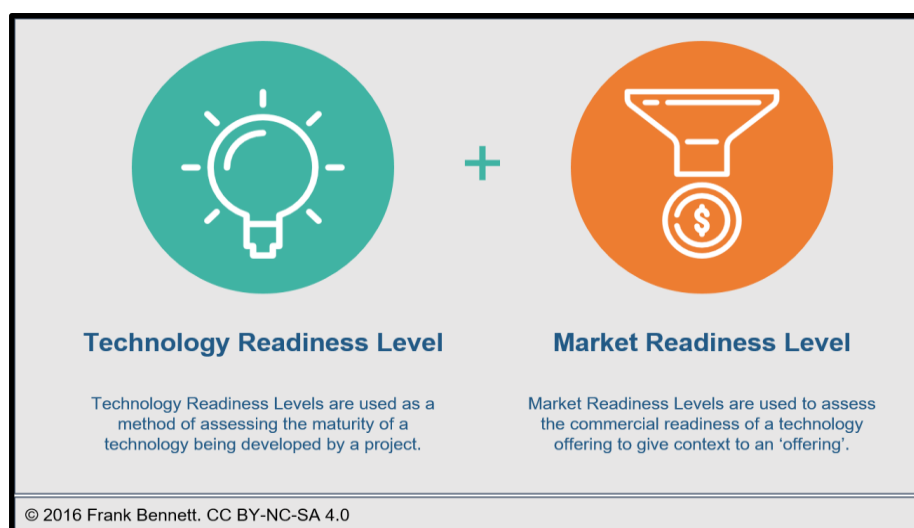 +
Technology Readiness Level
Technology Readiness Levels are used as a
method of assessing the maturity of a
technology being developed by a project.
$
Market Readiness Level
Market Readiness Levels are used to assess
the commercial readiness of a technology
offering to give context to an ‘offering’.
© 2016 Frank Bennett. CC BY-NC-SA 4.0